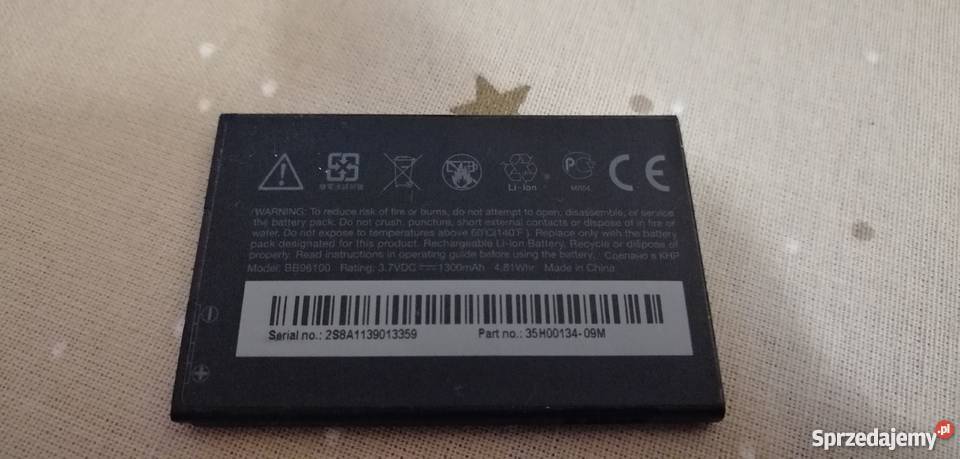 Li-Ion
CE
WARNING: To reduce risk of fire or burns, do not attempt to open, disassemble, or service
the battery pack. Do not crush, puncture, short external contacts or dispose of in fire or
water. Do not expose to temperatures above 60°C(140°F). Replace only with the battery
pack designated for this product. Rechargeable Li-Ion Battery. Recycle or dispose of
properly. Read instructions in operating guide before using the battery. Сделано в КНР
Model: BB96100 Rating: 3.7VDC 1300mAh 4.81Whr Made in China
Serial no.: 2S8A1139013359 Part no.: 35H00134-09M
Sprzedajemy.pl